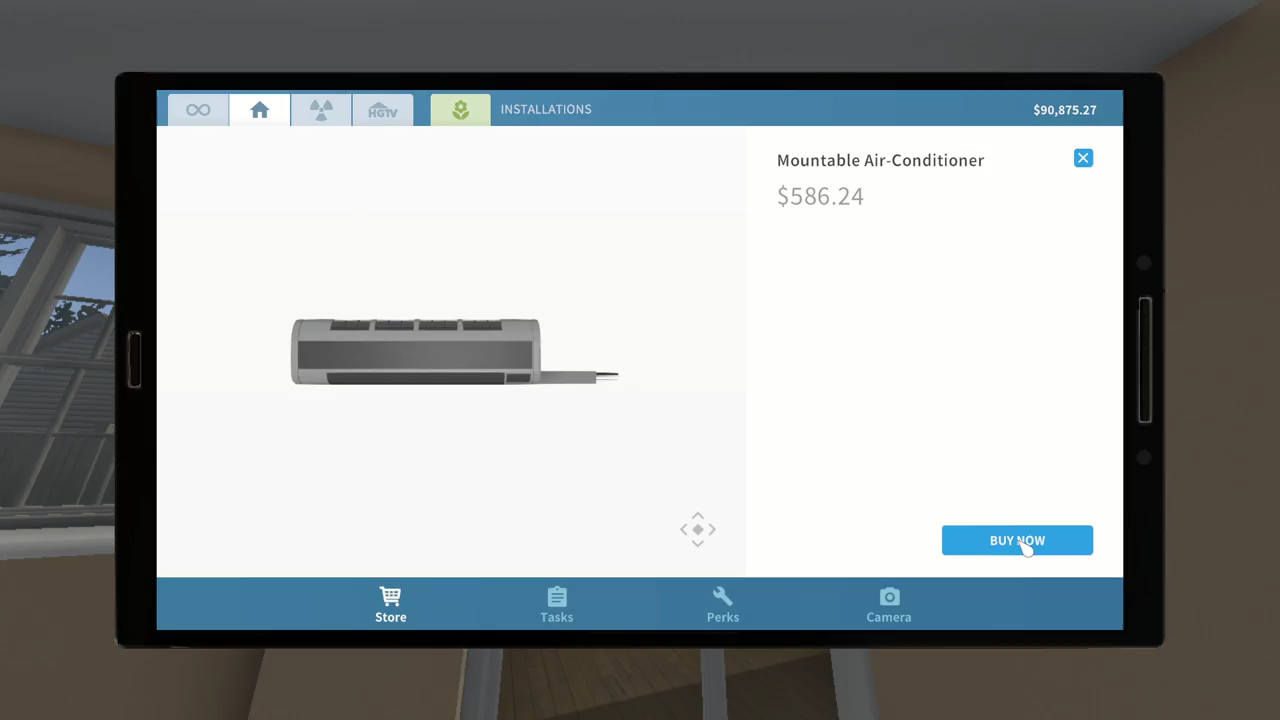 HGTV
INSTALLATIONS
$90,875.27
Mountable Air-Conditioner
$586.24
BUY NOW
Store
Tasks
Perks
Camera